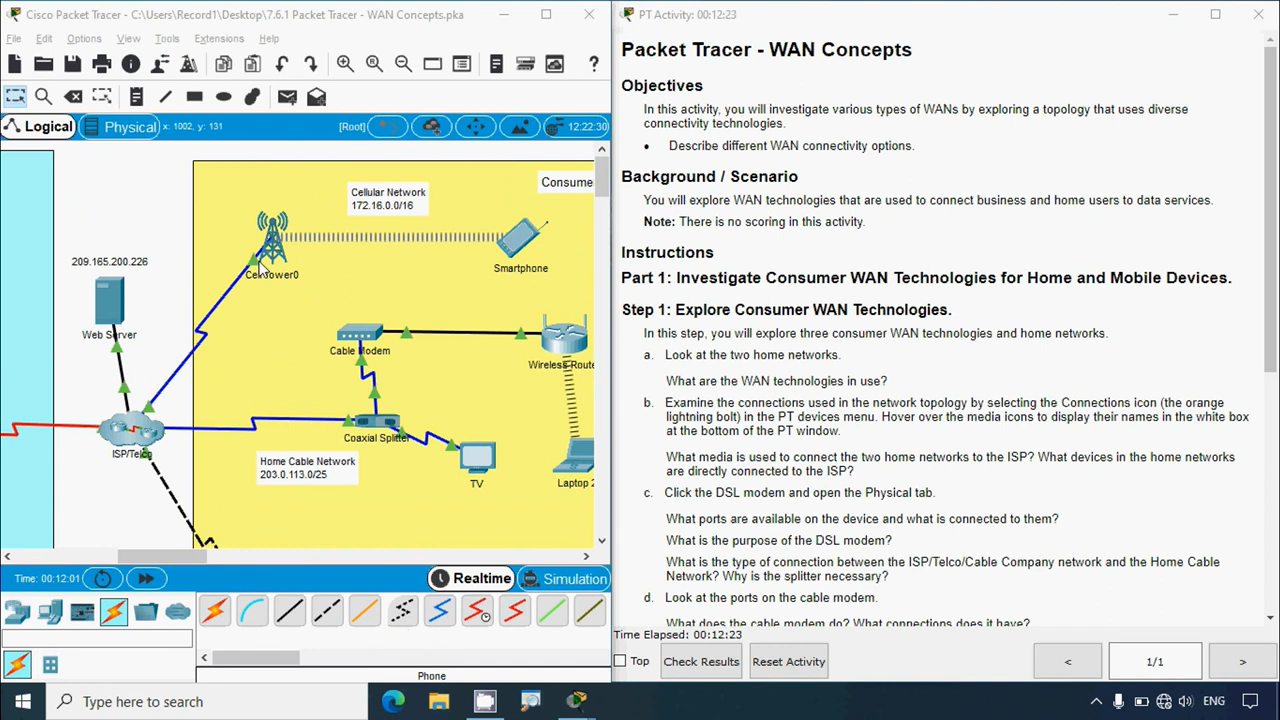 Cisco Packet Tracer - C:\Users\Record1\Desktop\7.6.1 Packet Tracer - WAN Concepts.pka
File Edit Options View Tools Extensions Help
?
Logical Physical x: 1002, y: 131 [Root] 12:22:30
Cellular Network
172.16.0.0/16
Consume
209.165.200.226
Smartphone
Web Server
Cable Modem
Wireless Route
Coaxial Splitter
ISP/Telco
Home Cable Network
203.0.113.0/25
TV
Laptop 2
Time: 00:12:01 Realtime Simulation
Phone
PT Activity: 00:12:23
Packet Tracer - WAN Concepts
Objectives
In this activity, you will investigate various types of WANs by exploring a topology that uses diverse
connectivity technologies.
• Describe different WAN connectivity options.
Background / Scenario
You will explore WAN technologies that are used to connect business and home users to data services.
Note: There is no scoring in this activity.
Instructions
Part 1: Investigate Consumer WAN Technologies for Home and Mobile Devices.
Step 1: Explore Consumer WAN Technologies.
In this step, you will explore three consumer WAN technologies and home networks.
a. Look at the two home networks.
What are the WAN technologies in use?
b. Examine the connections used in the network topology by selecting the Connections icon (the orange
lightning bolt) in the PT devices menu. Hover over the media icons to display their names in the white box
at the bottom of the PT window.
What media is used to connect the two home networks to the ISP? What devices in the home networks
are directly connected to the ISP?
c. Click the DSL modem and open the Physical tab.
What ports are available on the device and what is connected to them?
What is the purpose of the DSL modem?
What is the type of connection between the ISP/Telco/Cable Company network and the Home Cable
Network? Why is the splitter necessary?
d. Look at the ports on the cable modem.
What does the cable modem do? What connections does it have?
Time Elapsed: 00:12:23
Top Check Results Reset Activity < 1/1 >
Type here to search
ENG